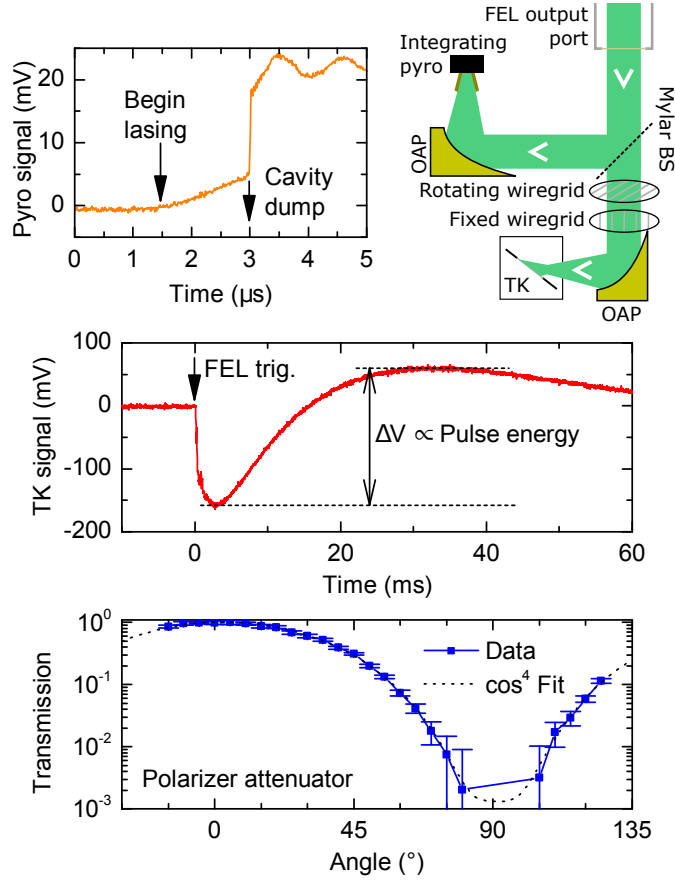 Pyro signal (mV)
20
10
0
Begin
lasing
Cavity
dump
0 1 2 3 4 5
Time (µs)
FEL output
port
Integrating
pyro
OAP
Mylar BS
Rotating wiregrid
Fixed wiregrid
TK
OAP
TK signal (mV)
100
0
-100
-200
FEL trig.
ΔV ∝ Pulse energy
0 20 40 60
Time (ms)
Transmission
10⁰
10⁻¹
10⁻²
10⁻³
Data
cos⁴ Fit
Polarizer attenuator
0 45 90 135
Angle (°)